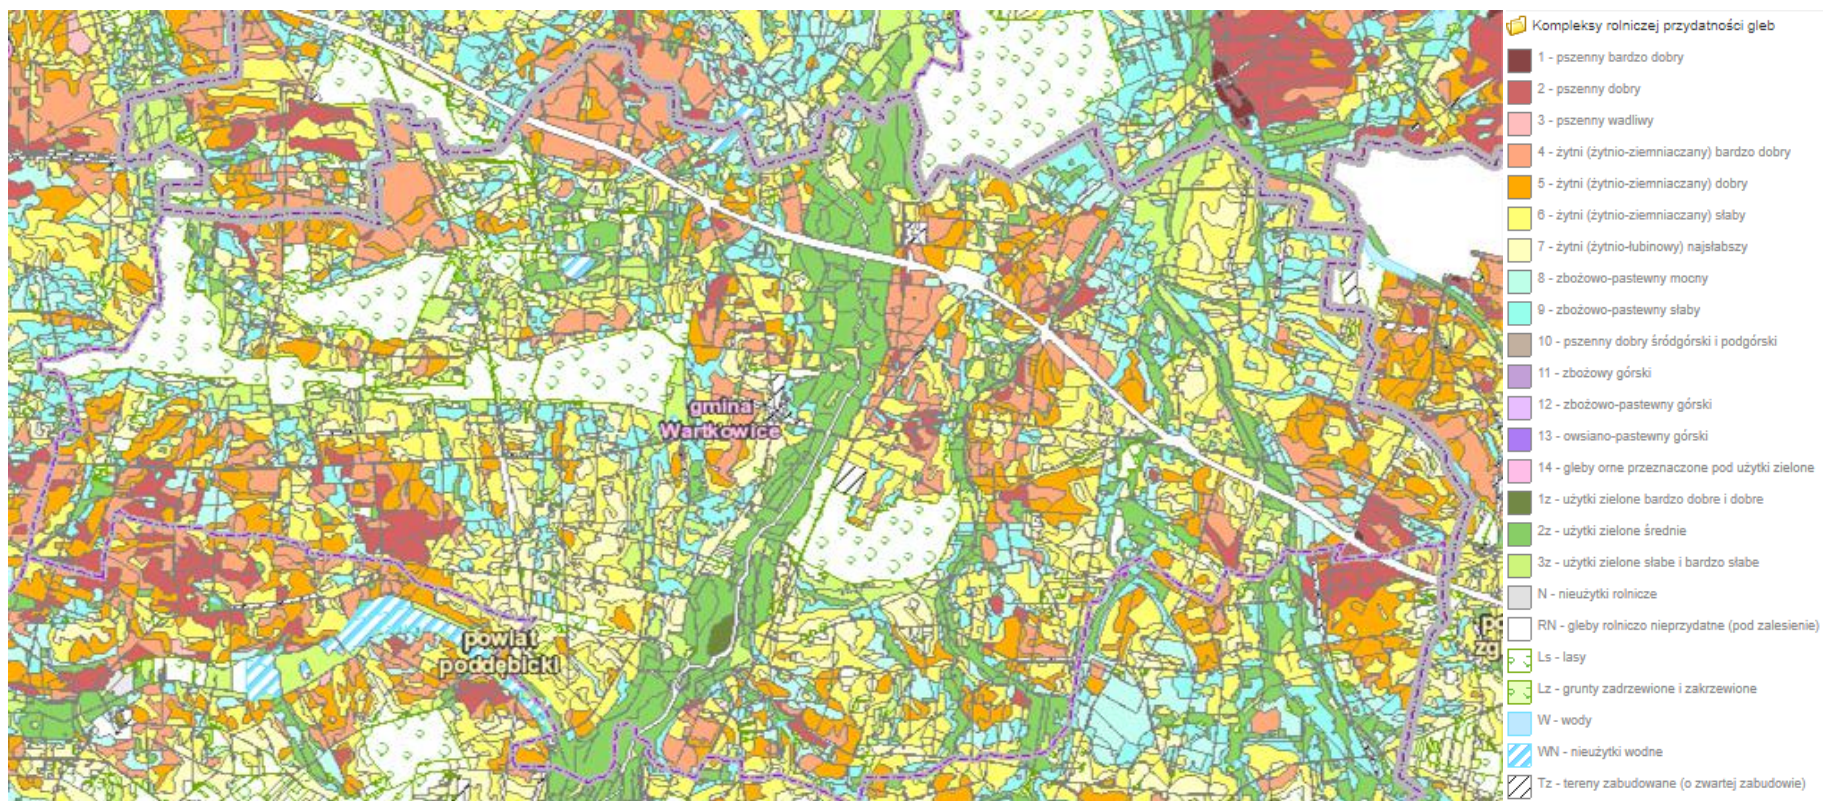 gmina
Wartkowice
powiat
poddębicki
Kompleksy rolniczej przydatności gleb
1 - pszenny bardzo dobry
2 - pszenny dobry
3 - pszenny wadliwy
4 - żytni (żytnio-ziemniaczany) bardzo dobry
5 - żytni (żytnio-ziemniaczany) dobry
6 - żytni (żytnio-ziemniaczany) słaby
7 - żytni (żytnio-łubinowy) najsłabszy
8 - zbożowo-pastewny mocny
9 - zbożowo-pastewny słaby
10 - pszenny dobry śródgórski i podgórski
11 - zbożowy górski
12 - zbożowo-pastewny górski
13 - owsiano-pastewny górski
14 - gleby orne przeznaczone pod użytki zielone
1z - użytki zielone bardzo dobre i dobre
2z - użytki zielone średnie
3z - użytki zielone słabe i bardzo słabe
N - nieużytki rolnicze
RN - gleby rolniczo nieprzydatne (pod zalesienie)
Ls - lasy
Lz - grunty zadrzewione i zakrzewione
W - wody
WN - nieużytki wodne
Tz - tereny zabudowane (o zwartej zabudowie)